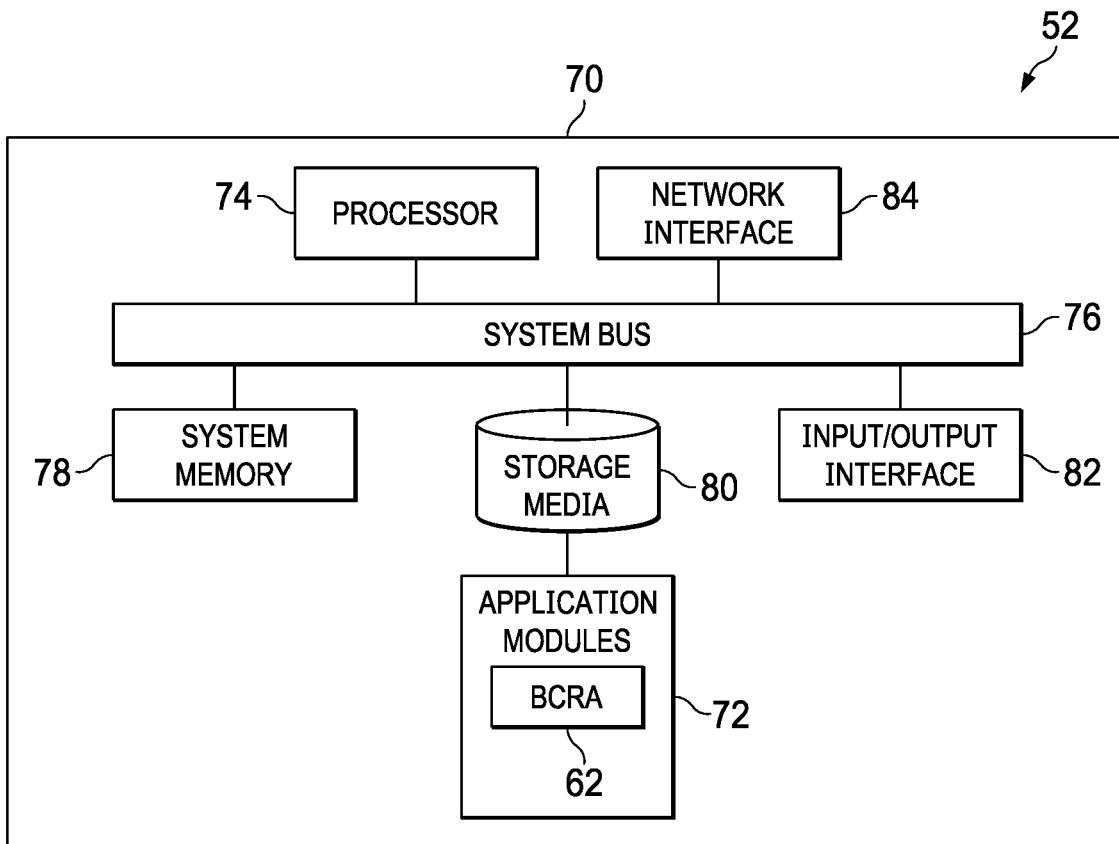 52
70
74
PROCESSOR
NETWORK
INTERFACE
84
SYSTEM BUS
76
78
SYSTEM
MEMORY
STORAGE
MEDIA
80
INPUT/OUTPUT
INTERFACE
82
APPLICATION
MODULES
BCRA
62
72